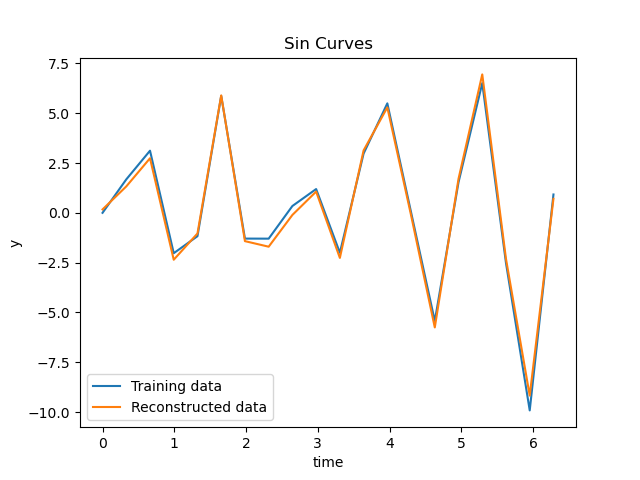 Sin Curves
7.5
5.0
2.5
0.0
−2.5
−5.0
−7.5
−10.0
y
Training data
Reconstructed data
0 1 2 3 4 5 6
time